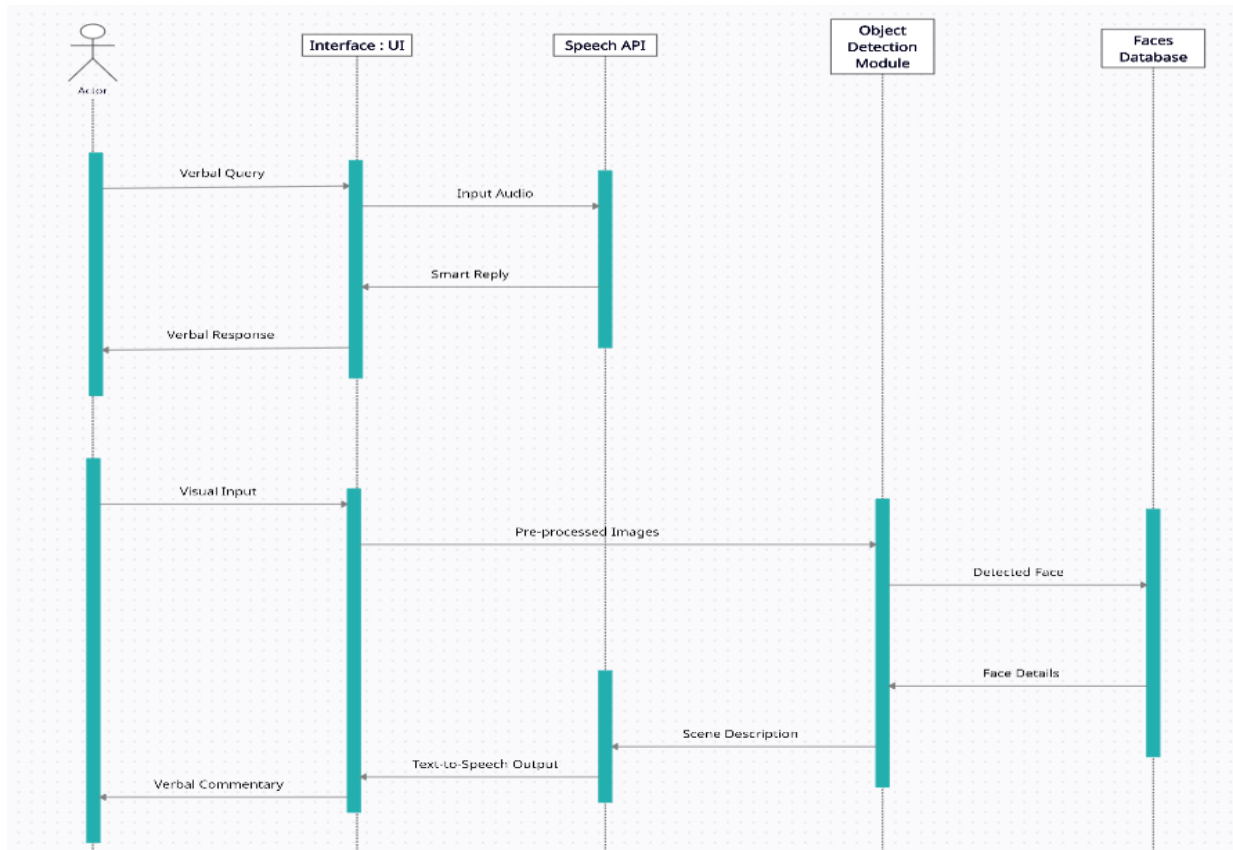 Actor
Interface : UI
Speech API
Object
Detection
Module
Faces
Database
Verbal Query
Input Audio
Smart Reply
Verbal Response
Visual Input
Pre-processed Images
Detected Face
Face Details
Scene Description
Text-to-Speech Output
Verbal Commentary